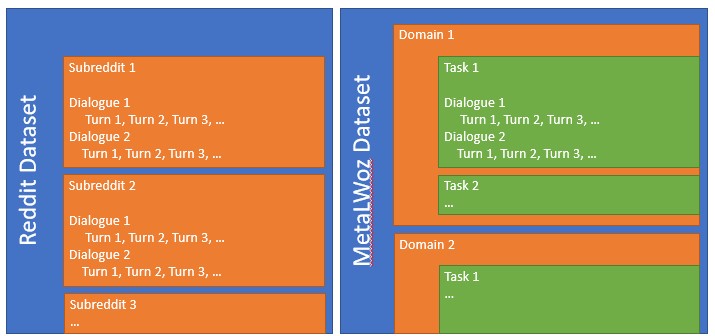 Reddit Dataset
Subreddit 1
Dialogue 1
Turn 1, Turn 2, Turn 3, ...
Dialogue 2
Turn 1, Turn 2, Turn 3, ...
Subreddit 2
Dialogue 1
Turn 1, Turn 2, Turn 3, ...
Dialogue 2
Turn 1, Turn 2, Turn 3, ...
Subreddit 3
...
MetaLWoz Dataset
Domain 1
Task 1
Dialogue 1
Turn 1, Turn 2, Turn 3, ...
Dialogue 2
Turn 1, Turn 2, Turn 3, ...
Task 2
...
Domain 2
Task 1
...